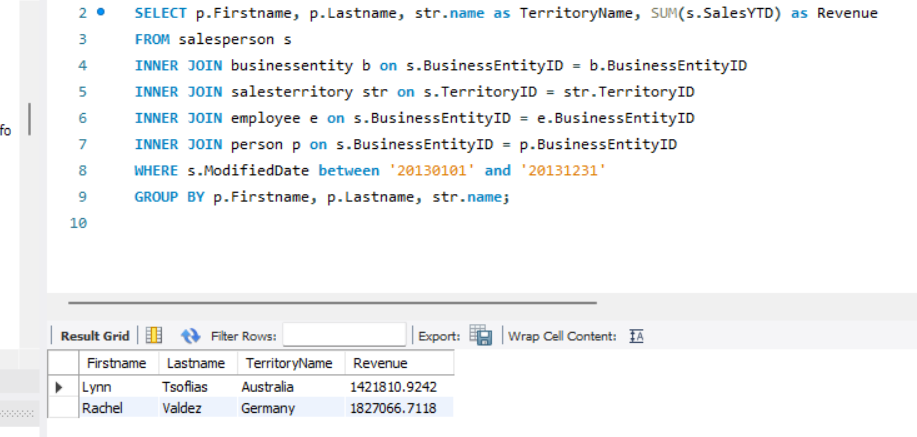 2 SELECT p.Firstname, p.Lastname, str.name as TerritoryName, SUM(s.SalesYTD) as Revenue
3 FROM salesperson s
4 INNER JOIN businessentity b on s.BusinessEntityID = b.BusinessEntityID
5 INNER JOIN salesterritory str on s.TerritoryID = str.TerritoryID
fo
6 INNER JOIN employee e on s.BusinessEntityID = e.BusinessEntityID
7 INNER JOIN person p on s.BusinessEntityID = p.BusinessEntityID
8 WHERE s.ModifiedDate between '20130101' and '20131231'
9 GROUP BY p.Firstname, p.Lastname, str.name;
10
Result Grid Filter Rows: Export: Wrap Cell Content: IA
Firstname Lastname TerritoryName Revenue
Lynn Tsoflias Australia 1421810.9242
Rachel Valdez Germany 1827066.7118